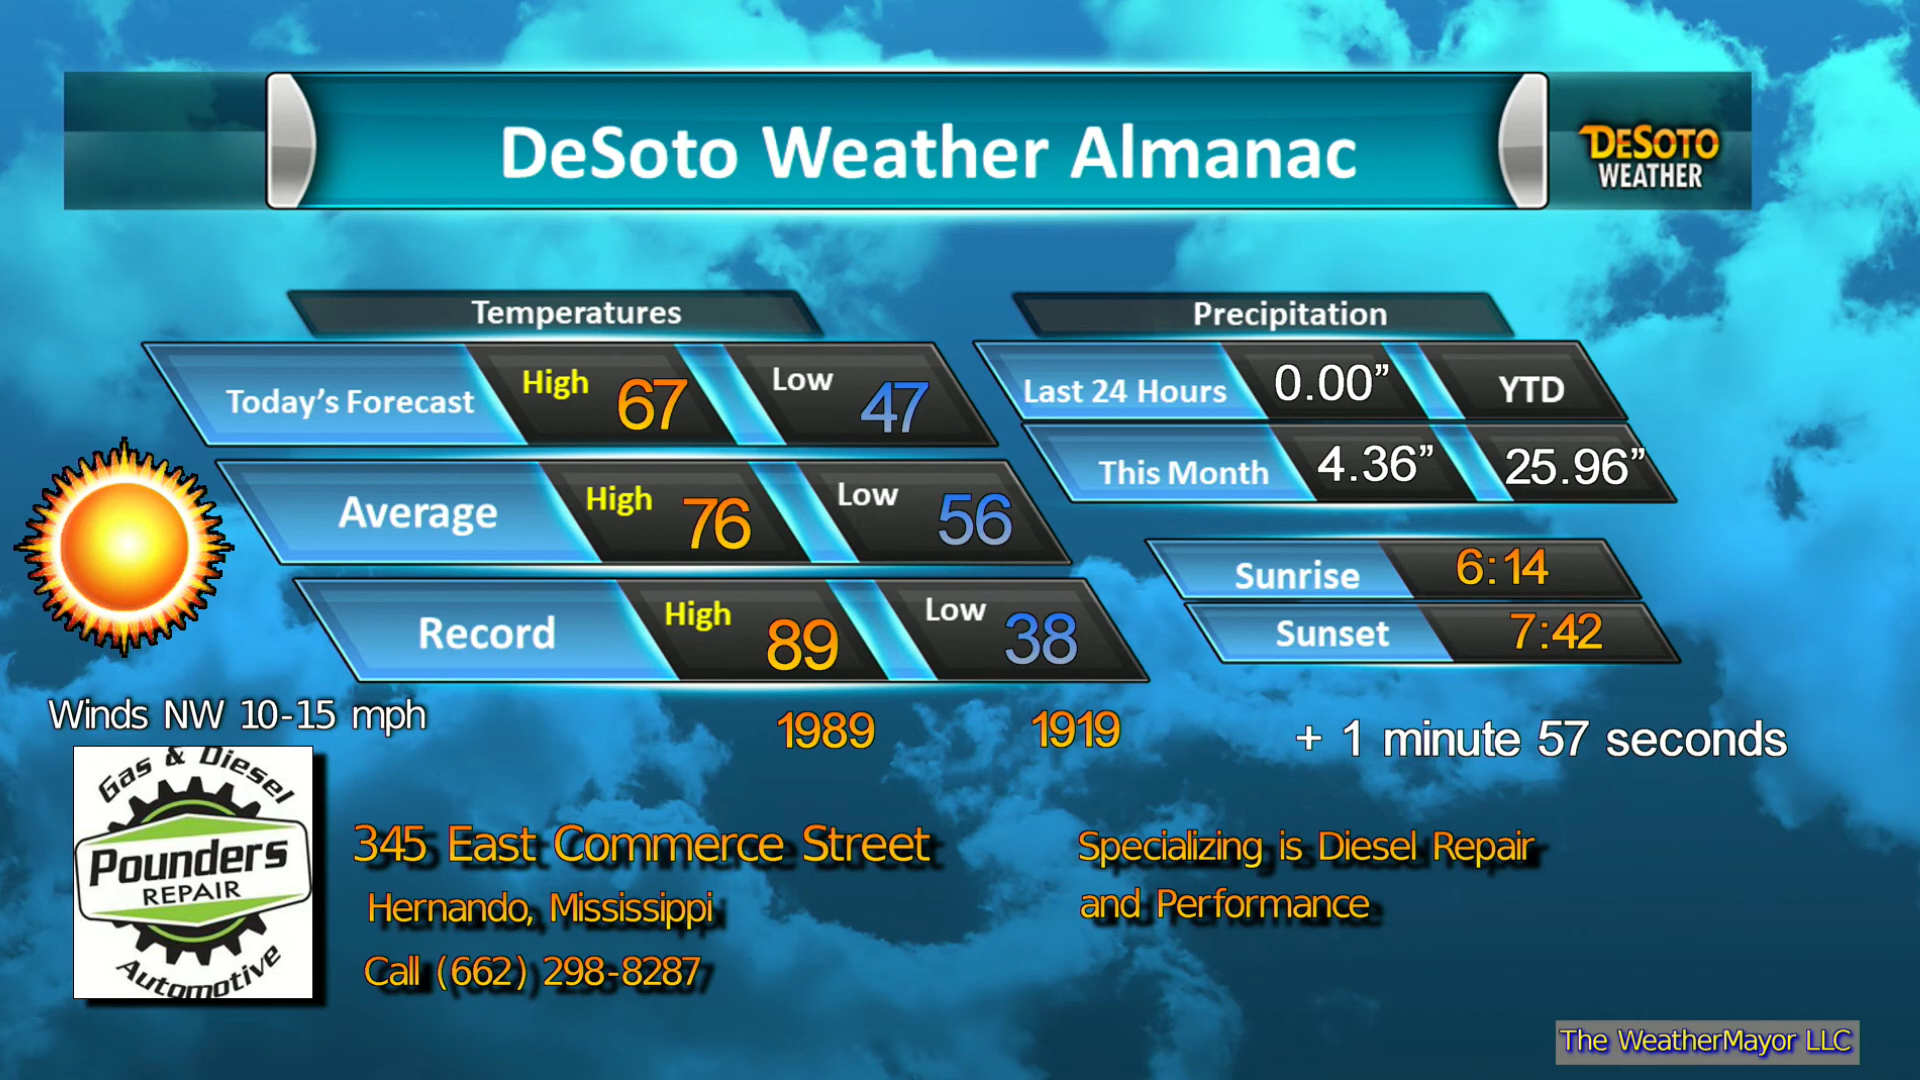 DeSoto Weather Almanac
DESOTO
WEATHER
Temperatures
Today's Forecast High 67 Low 47
Average High 76 Low 56
Record High 89 Low 38
1989 1919
Precipitation
Last 24 Hours 0.00” YTD
This Month 4.36” 25.96”
Sunrise 6:14
Sunset 7:42
+ 1 minute 57 seconds
Winds NW 10-15 mph
Gas & Diesel
Pounders
REPAIR
Automotive
345 East Commerce Street
Hernando, Mississippi
Call (662) 298-8287
Specializing is Diesel Repair
and Performance
The WeatherMayor LLC